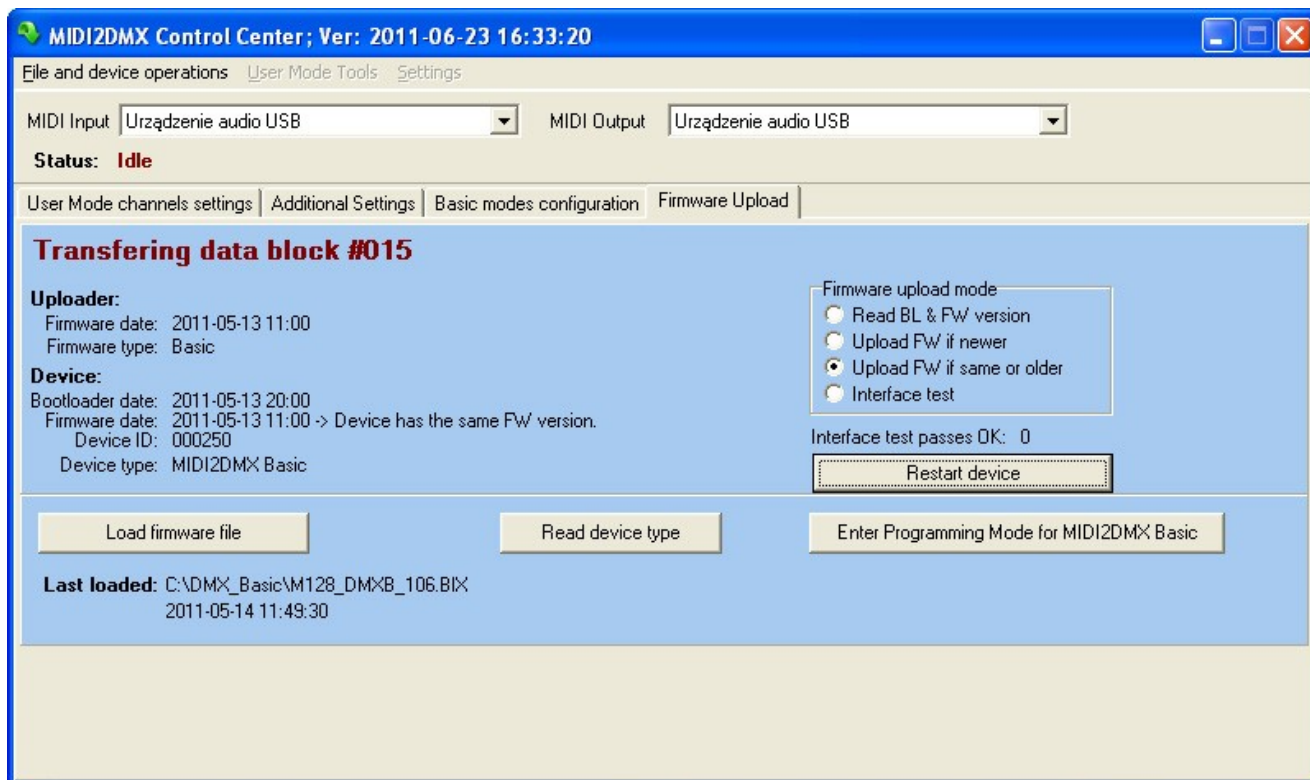 MIDI2DMX Control Center; Ver: 2011-06-23 16:33:20
File and device operations User Mode Tools Settings
MIDI Input Urządzenie audio USB MIDI Output Urządzenie audio USB
Status: Idle
User Mode channels settings Additional Settings Basic modes configuration Firmware Upload
Transfering data block #015
Uploader:
Firmware date: 2011-05-13 11:00
Firmware type: Basic
Device:
Bootloader date: 2011-05-13 20:00
Firmware date: 2011-05-13 11:00 -> Device has the same FW version.
Device ID: 000250
Device type: MIDI2DMX Basic
Firmware upload mode
Read BL & FW version
Upload FW if newer
Upload FW if same or older
Interface test
Interface test passes OK: 0
Restart device
Load firmware file Read device type Enter Programming Mode for MIDI2DMX Basic
Last loaded: C:\DMX_Basic\M128_DMXB_106.BIX
2011-05-14 11:49:30